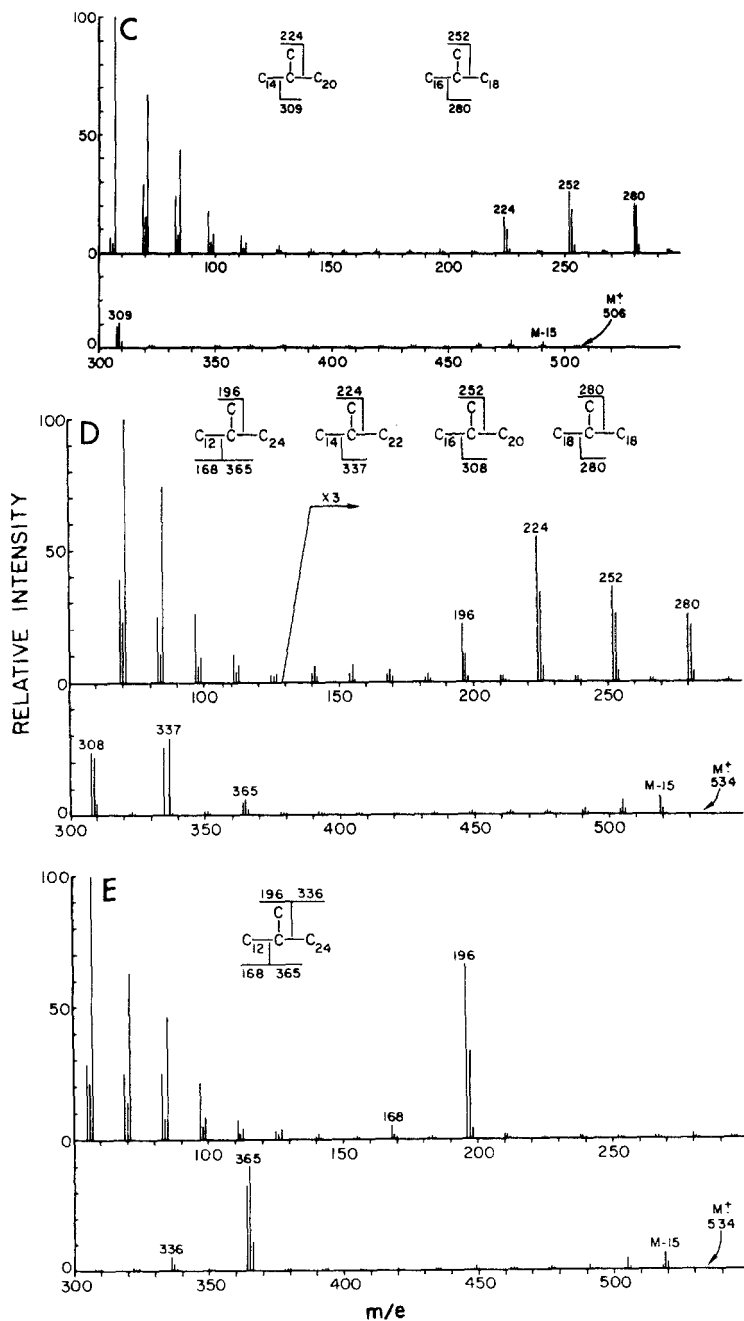 C
224
C
C14 C C20
309
252
C
C16 C C18
280
100
50
0
224
252
280
100 150 200 250
309
M-15
M+·
506
0
300 350 400 450 500
D
196
C
C12 C C24
168 365
224
C
C14 C C22
337
252
C
C16 C C20
308
280
C
C18 C C18
280
X3
100
50
0
196
224
252
280
100 150 200 250
308
337
365
M-15
M+·
534
0
300 350 400 450 500
RELATIVE INTENSITY
E
196 336
C
C12 C C24
168 365
100
50
0
168
196
100 150 200 250
336
365
M-15
M+·
534
0
300 350 400 450 500
m/e